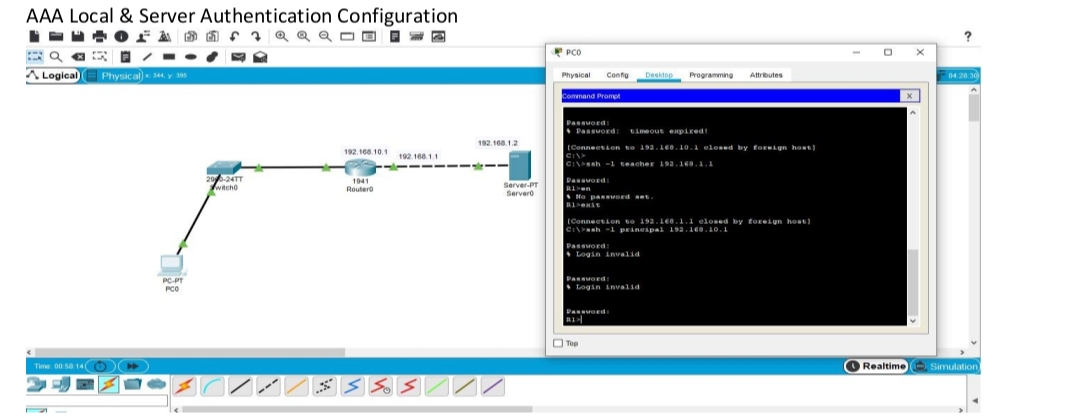 AAA Local & Server Authentication Configuration
?
Logical
Physical
x: 344, y: 395
04:28:30
PC0
Physical
Config
Desktop
Programming
Attributes
Command Prompt
X
Password:
% Password:  timeout expired!
[Connection to 192.168.10.1 closed by foreign host]
C:\>
C:\>ssh -l teacher 192.168.1.1
Password:
R1>en
% No password set.
R1>exit
[Connection to 192.168.1.1 closed by foreign host]
C:\>ssh -l principal 192.168.10.1
Password:
% Login invalid
Password:
% Login invalid
Password:
R1>
Top
192.168.10.1
192.168.1.1
192.168.1.2
2960-24TT
Switch0
1941
Router0
Server-PT
Server0
PC-PT
PC0
Time: 00:58:14
Realtime
Simulation